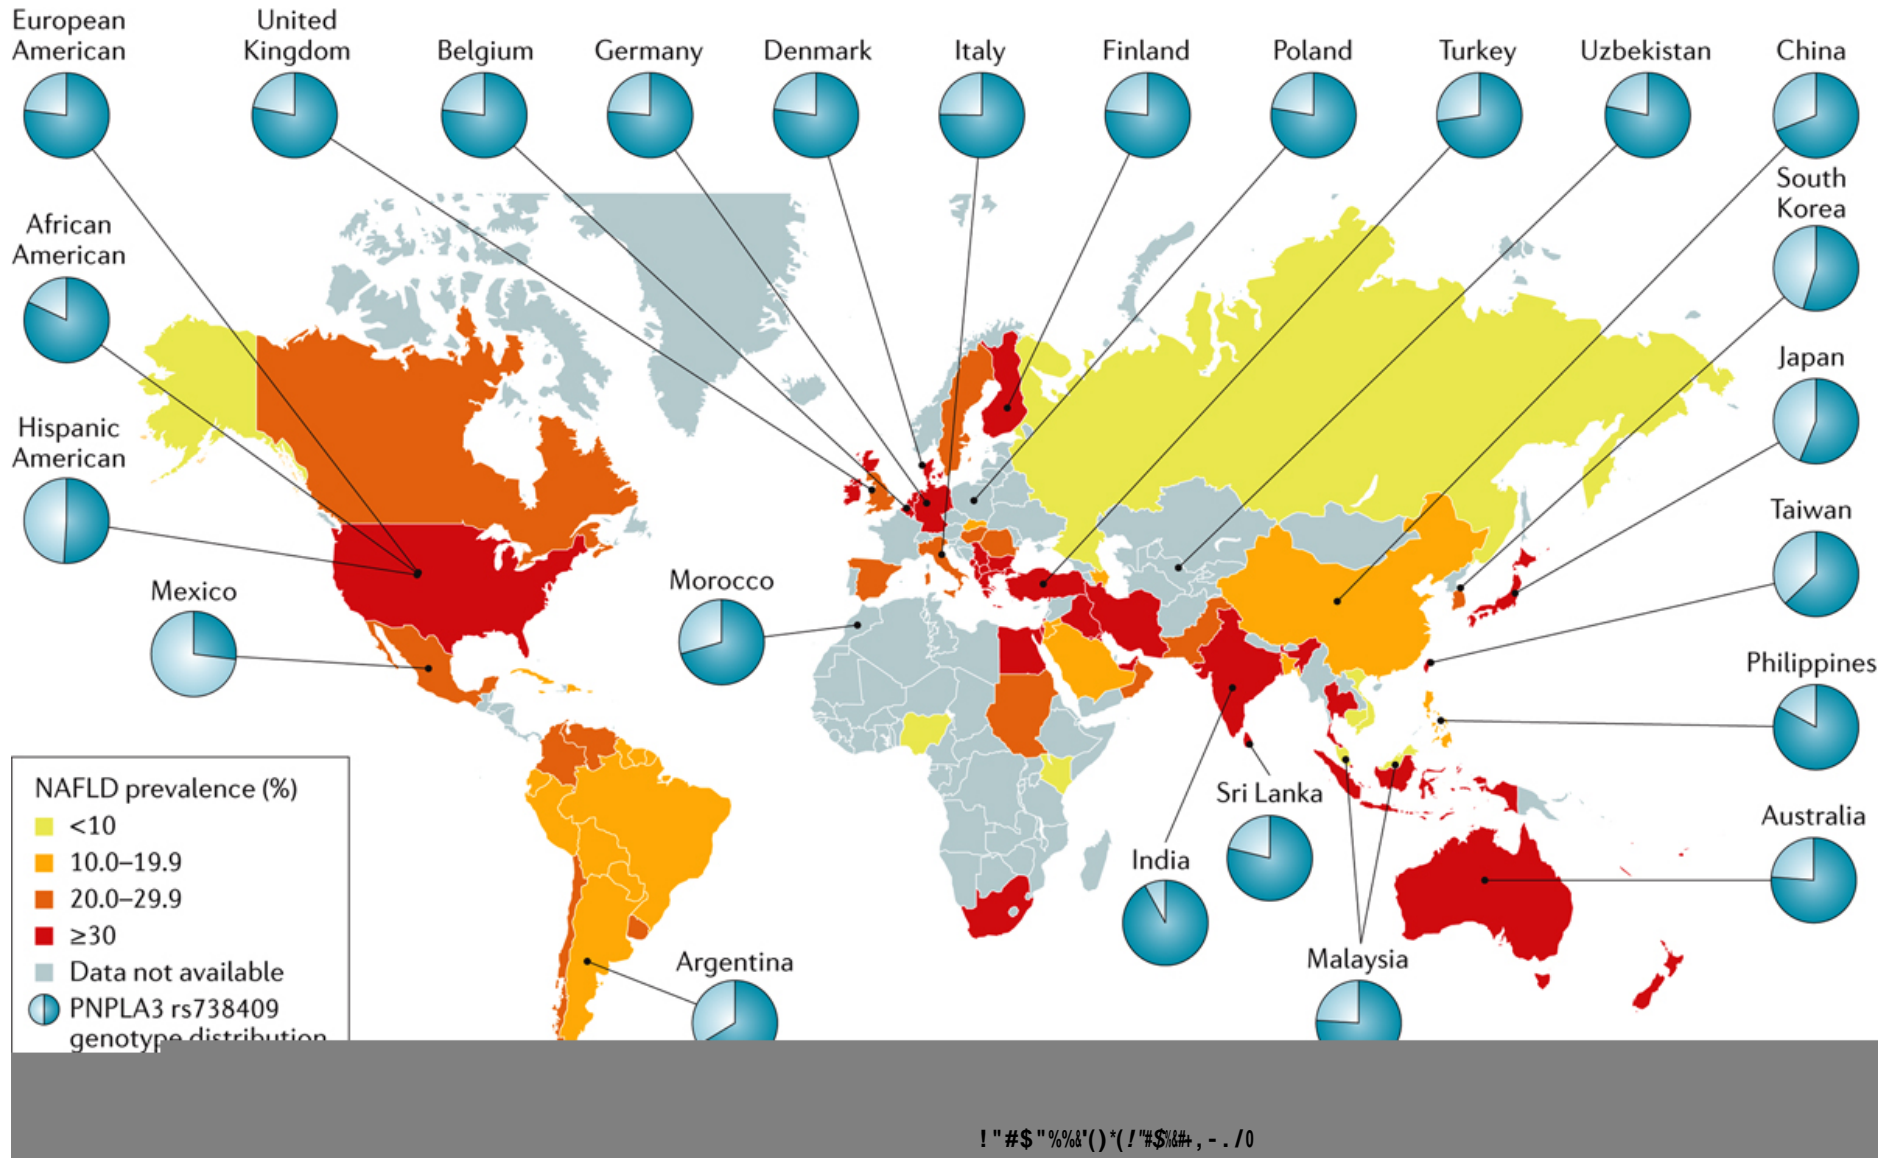 European
American
United
Kingdom
Belgium
Germany
Denmark
Italy
Finland
Poland
Turkey
Uzbekistan
China
South
Korea
African
American
Japan
Hispanic
American
Taiwan
Mexico
Morocco
Philippines
NAFLD prevalence (%)
<10
10.0–19.9
20.0–29.9
≥30
Data not available
PNPLA3 rs738409
genotype distribution
Sri Lanka
India
Australia
Argentina
Malaysia